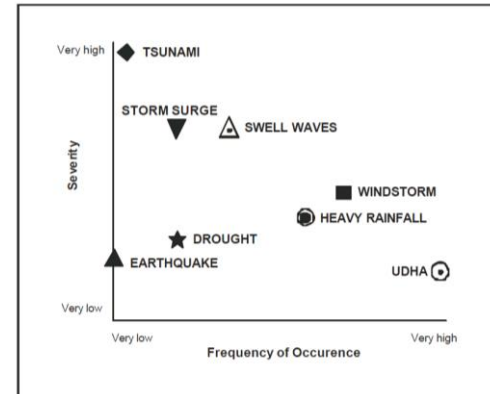 Very high
TSUNAMI
STORM SURGE
SWELL WAVES
Severity
WINDSTORM
HEAVY RAINFALL
DROUGHT
EARTHQUAKE
UDHA
Very low
Very low
Very high
Frequency of Occurence